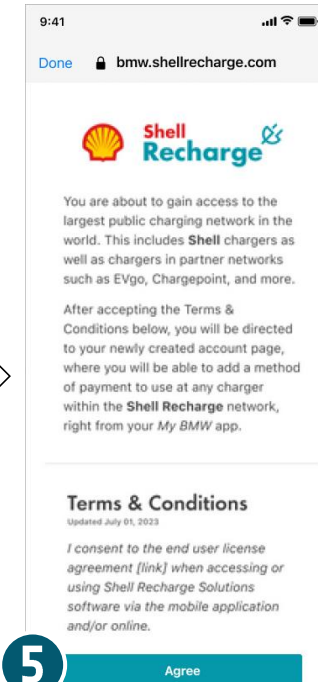 9:41
Done bmw.shellrecharge.com
Shell
Recharge
You are about to gain access to the
largest public charging network in the
world. This includes Shell chargers as
well as chargers in partner networks
such as EVgo, Chargepoint, and more.
After accepting the Terms &
Conditions below, you will be directed
to your newly created account page,
where you will be able to add a method
of payment to use at any charger
within the Shell Recharge network,
right from your My BMW app.
Terms & Conditions
Updated July 01, 2023
I consent to the end user license
agreement [link] when accessing or
using Shell Recharge Solutions
software via the mobile application
and/or online.
5
Agree